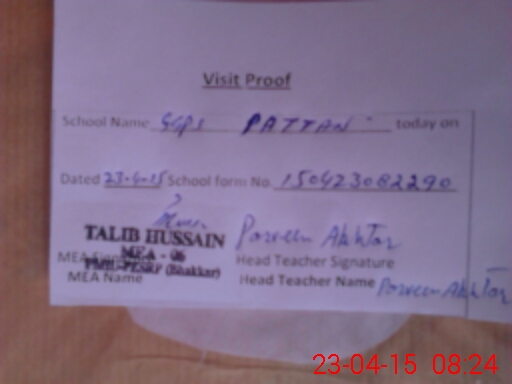 Visit Proof
School Name GGPS PATTAN today on
Dated 23-4-15 School form No. 150423082290
TALIB HUSSAIN Parveen Akhtar
MEA - 06
MEA Signature Head Teacher Signature
PMIU-PESRP (Bhakkar)
MEA Name Head Teacher Name Parveen Akhtar
23-04-15 08:24